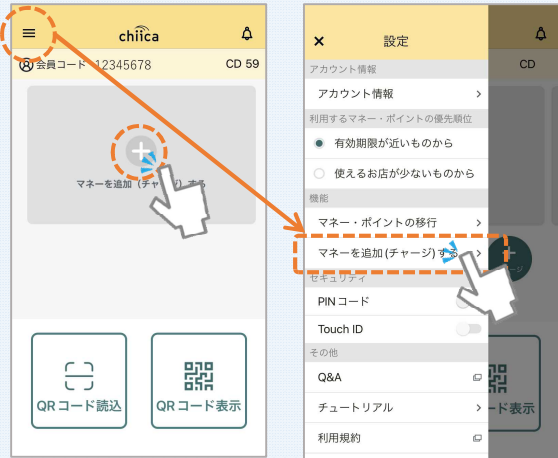 chiica
会員コード 12345678
CD 59
マネーを追加(チャージ)する
QRコード読込
QRコード表示
設定
アカウント情報
アカウント情報
利用するマネー・ポイントの優先順位
有効期限が近いものから
使えるお店が少ないものから
機能
マネー・ポイントの移行
マネーを追加(チャージ)する
セキュリティ
PINコード
Touch ID
その他
Q&A
チュートリアル
利用規約
CD
ージ
ード表示